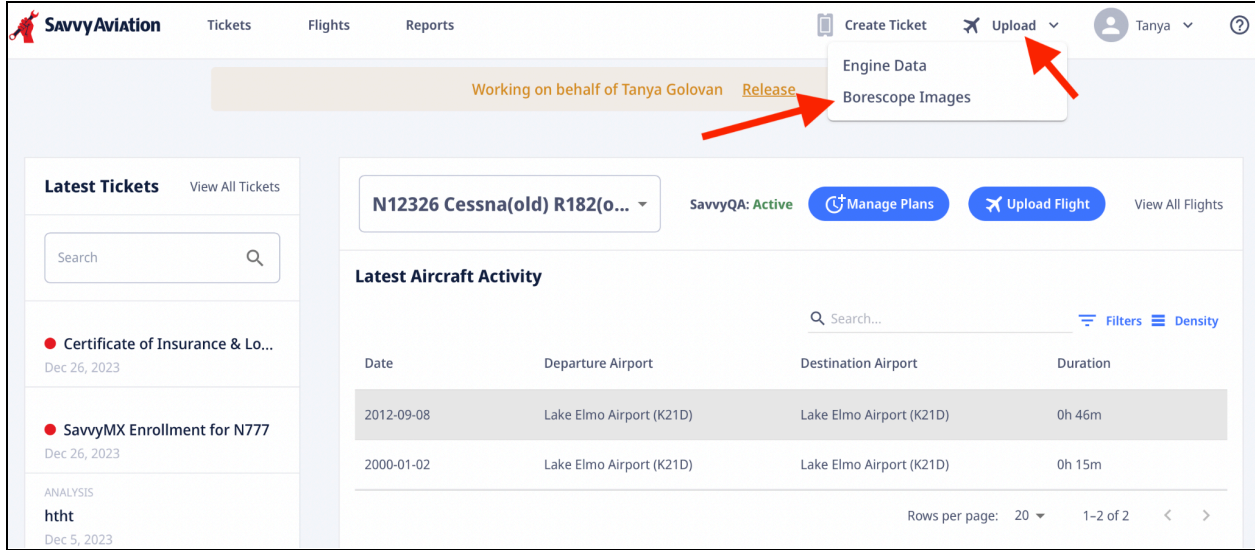 SavvyAviation Tickets Flights Reports Create Ticket Upload Tanya
Engine Data
Borescope Images
Working on behalf of Tanya Golovan Release
Latest Tickets View All Tickets
Search
Certificate of Insurance & Lo...
Dec 26, 2023
SavvyMX Enrollment for N777
Dec 26, 2023
ANALYSIS
htht
Dec 5, 2023
N12326 Cessna(old) R182(o... SavvyQA: Active Manage Plans Upload Flight View All Flights
Latest Aircraft Activity
Search... Filters Density
Date Departure Airport Destination Airport Duration
2012-09-08 Lake Elmo Airport (K21D) Lake Elmo Airport (K21D) 0h 46m
2000-01-02 Lake Elmo Airport (K21D) Lake Elmo Airport (K21D) 0h 15m
Rows per page: 20 1–2 of 2